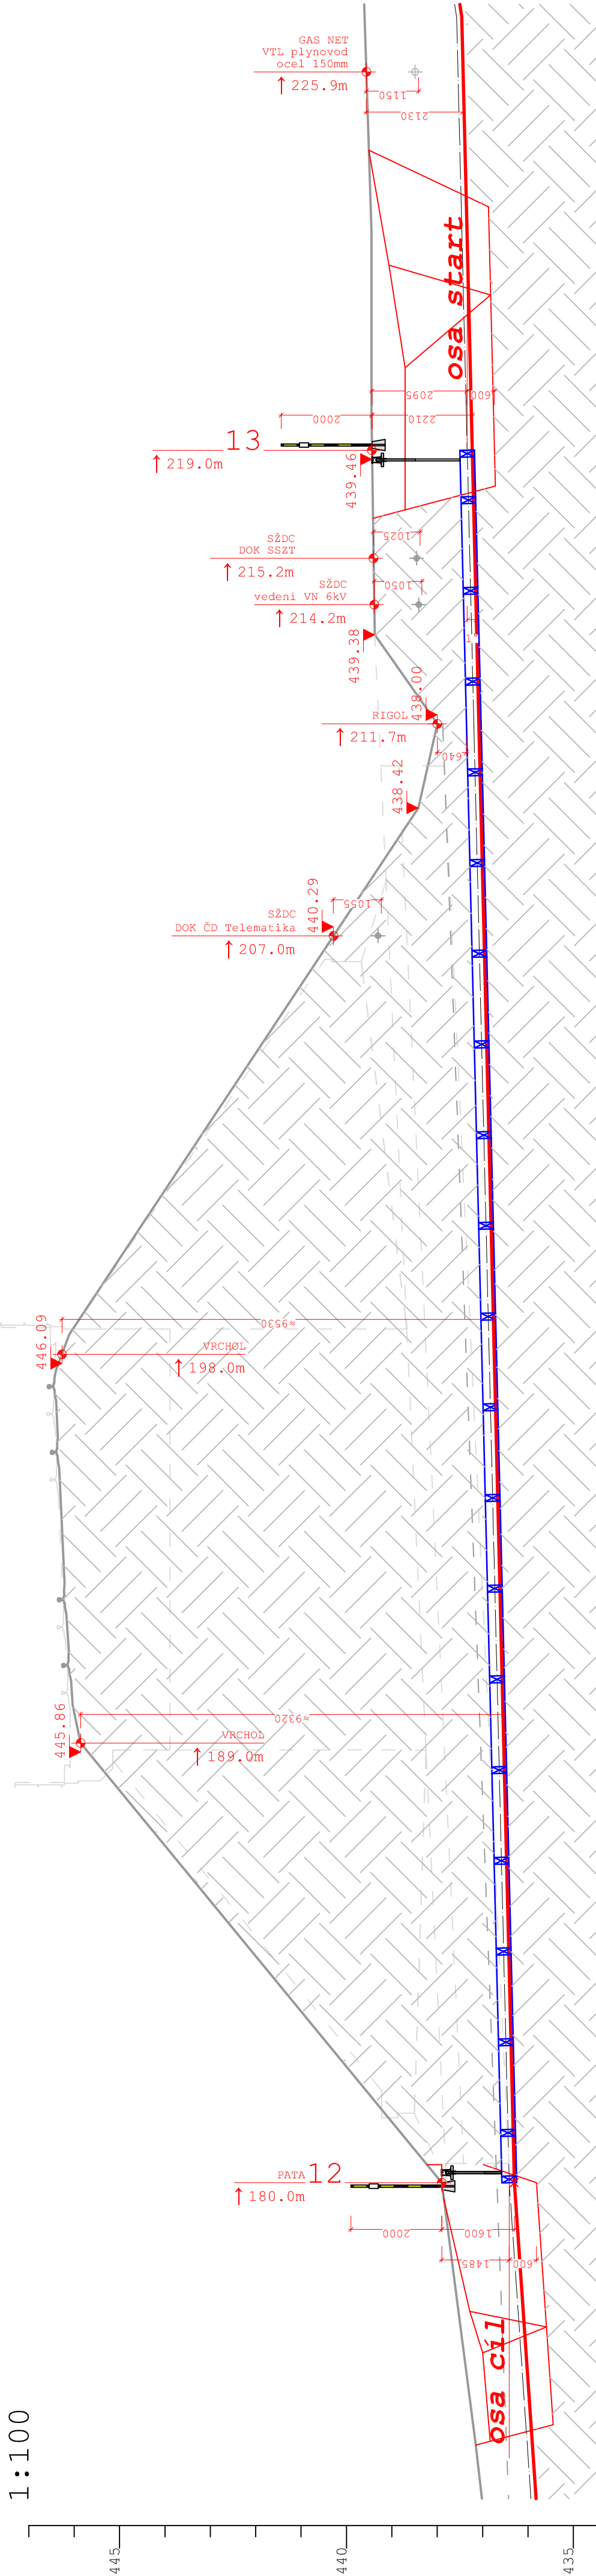 GAS NET
VTL plynovod
ocel 150mm
↑ 225.9m
1150
2130
osa start
2000
2095
600
2210
13
↑ 219.0m
439.46
SŽDC
DOK SSZT
↑ 215.2m
1025
SŽDC
vedeni VN 6kV
↑ 214.2m
1050
439.38
438.00
RIGOL
↑ 211.7m
640
438.42
440.29
SŽDC
DOK ČD Telematika
↑ 207.0m
1055
446.09
≈9530
VRCHOL
↑ 198.0m
445.86
≈9320
VRCHOL
↑ 189.0m
PATA
12
↑ 180.0m
2000
1600
1485
600
osa cíl
1:100
445
440
435